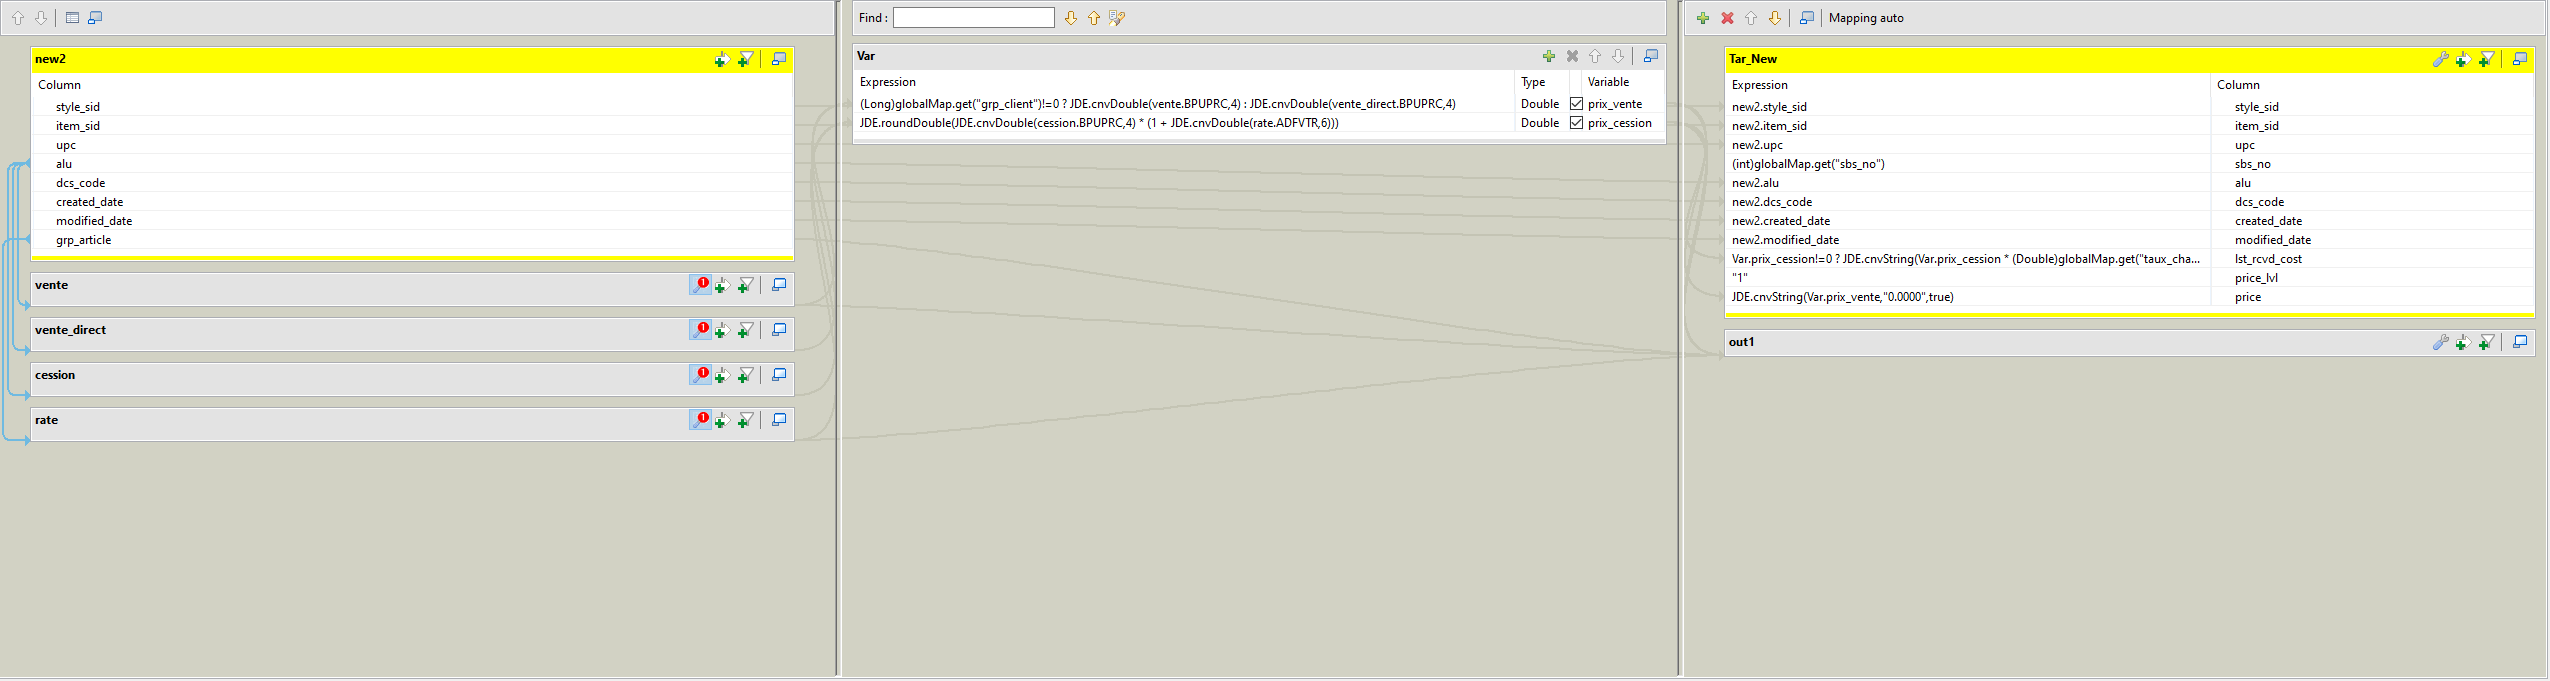 new2
Column
style_sid
item_sid
upc
alu
dcs_code
created_date
modified_date
grp_article
vente
1
vente_direct
1
cession
1
rate
1
Find :
Var
Expression Type Variable
(Long)globalMap.get("grp_client")!=0 ? JDE.cnvDouble(vente.BPUPRC,4) : JDE.cnvDouble(vente_direct.BPUPRC,4) Double prix_vente
JDE.roundDouble(JDE.cnvDouble(cession.BPUPRC,4) * (1 + JDE.cnvDouble(rate.ADFVTR,6))) Double prix_cession
Mapping auto
Tar_New
Expression Column
new2.style_sid style_sid
new2.item_sid item_sid
new2.upc upc
(int)globalMap.get("sbs_no") sbs_no
new2.alu alu
new2.dcs_code dcs_code
new2.created_date created_date
new2.modified_date modified_date
Var.prix_cession!=0 ? JDE.cnvString(Var.prix_cession * (Double)globalMap.get("taux_cha... lst_rcvd_cost
"1" price_lvl
JDE.cnvString(Var.prix_vente,"0.0000",true) price
out1